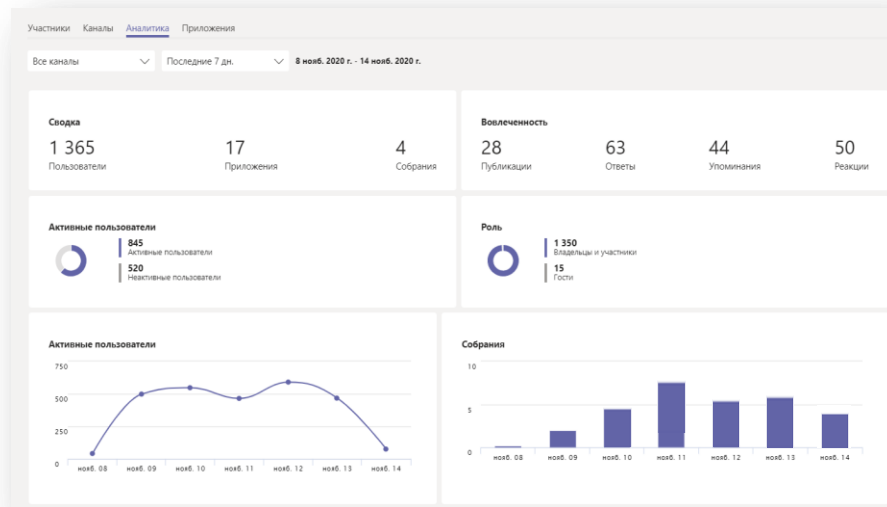 Участники Каналы Аналитика Приложения
Все каналы Последние 7 дн. 8 нояб. 2020 г. - 14 нояб. 2020 г.
Сводка
1 365 17 4
Пользователи Приложения Собрания
Вовлеченность
28 63 44 50
Публикации Ответы Упоминания Реакции
Активные пользователи
845
Активные пользователи
520
Неактивные пользователи
Роль
1 350
Владельцы и участники
15
Гости
Активные пользователи
750
500
250
0
нояб. 08 нояб. 09 нояб. 10 нояб. 11 нояб. 12 нояб. 13 нояб. 14
Собрания
10
5
0
нояб. 08 нояб. 09 нояб. 10 нояб. 11 нояб. 12 нояб. 13 нояб. 14